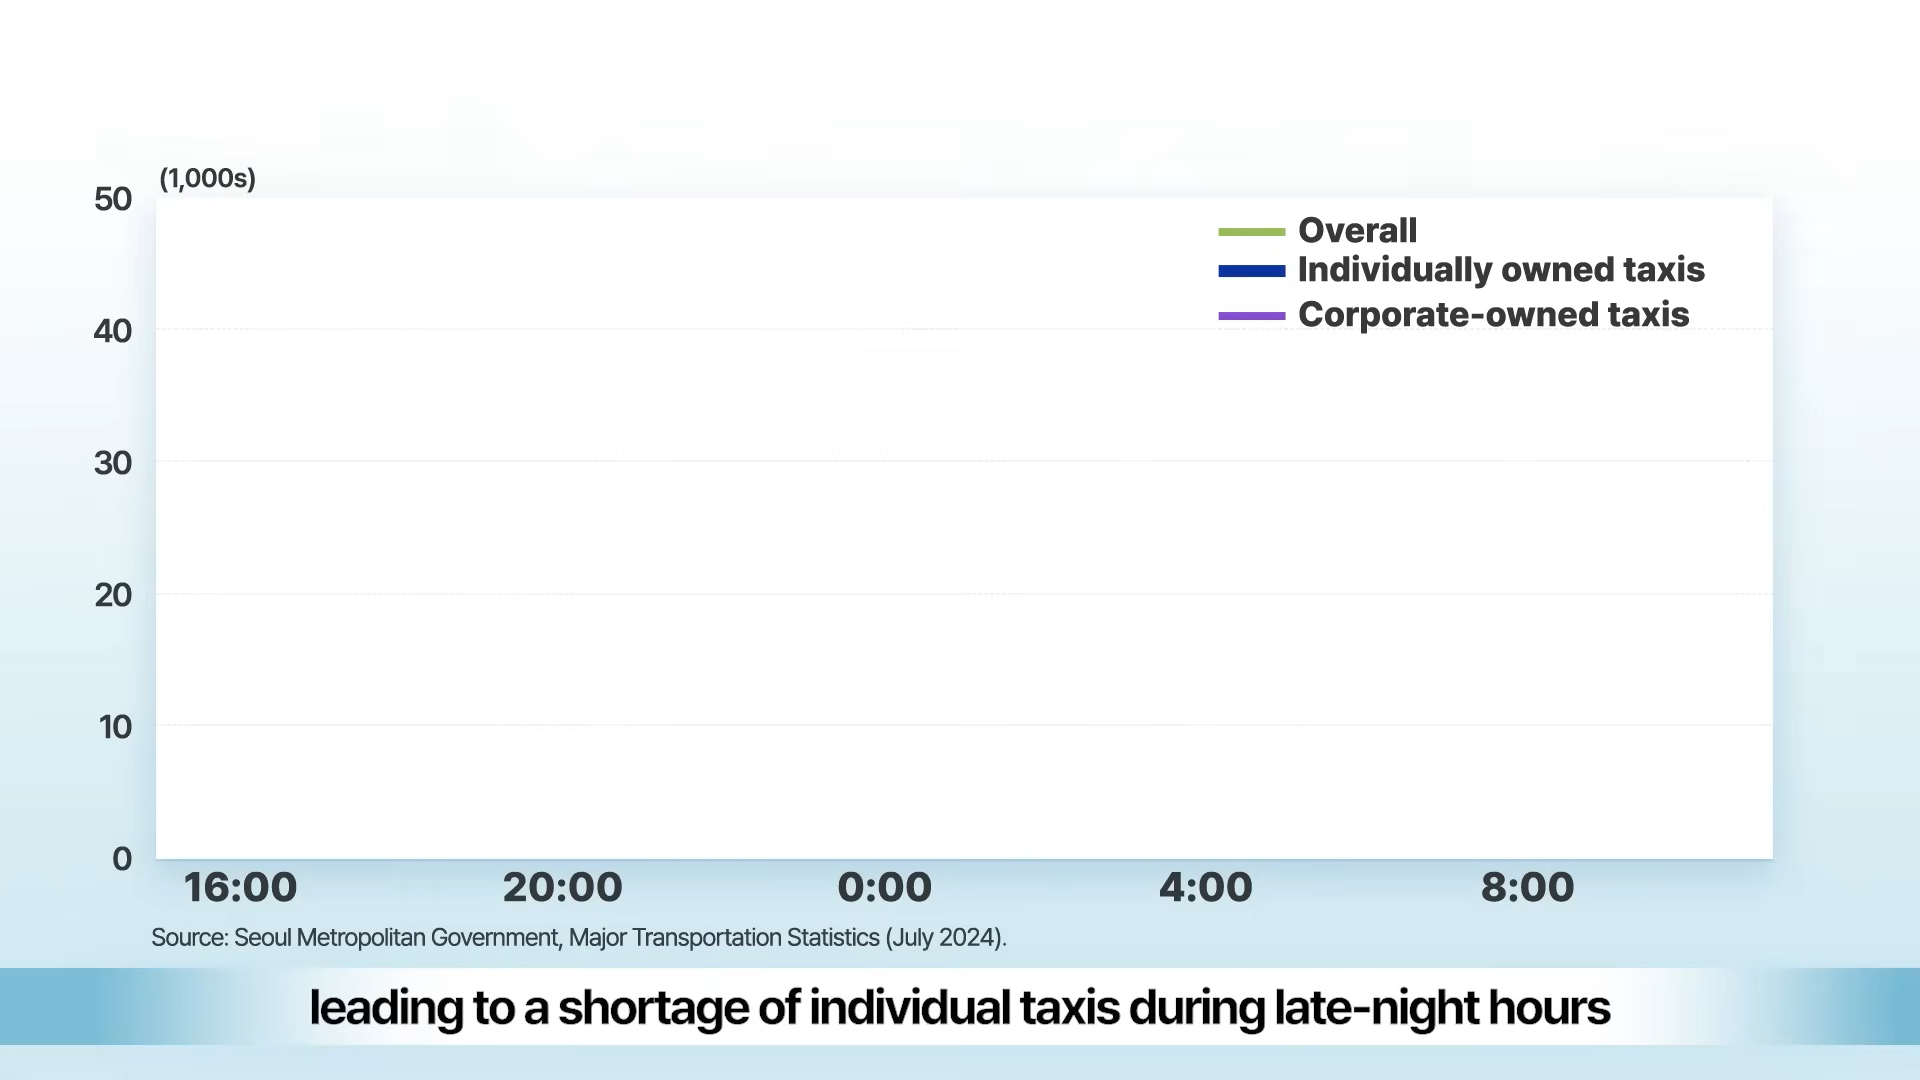 (1,000s)
50
40
30
20
10
0
Overall
Individually owned taxis
Corporate-owned taxis
16:00 20:00 0:00 4:00 8:00
Source: Seoul Metropolitan Government, Major Transportation Statistics (July 2024).
leading to a shortage of individual taxis during late-night hours